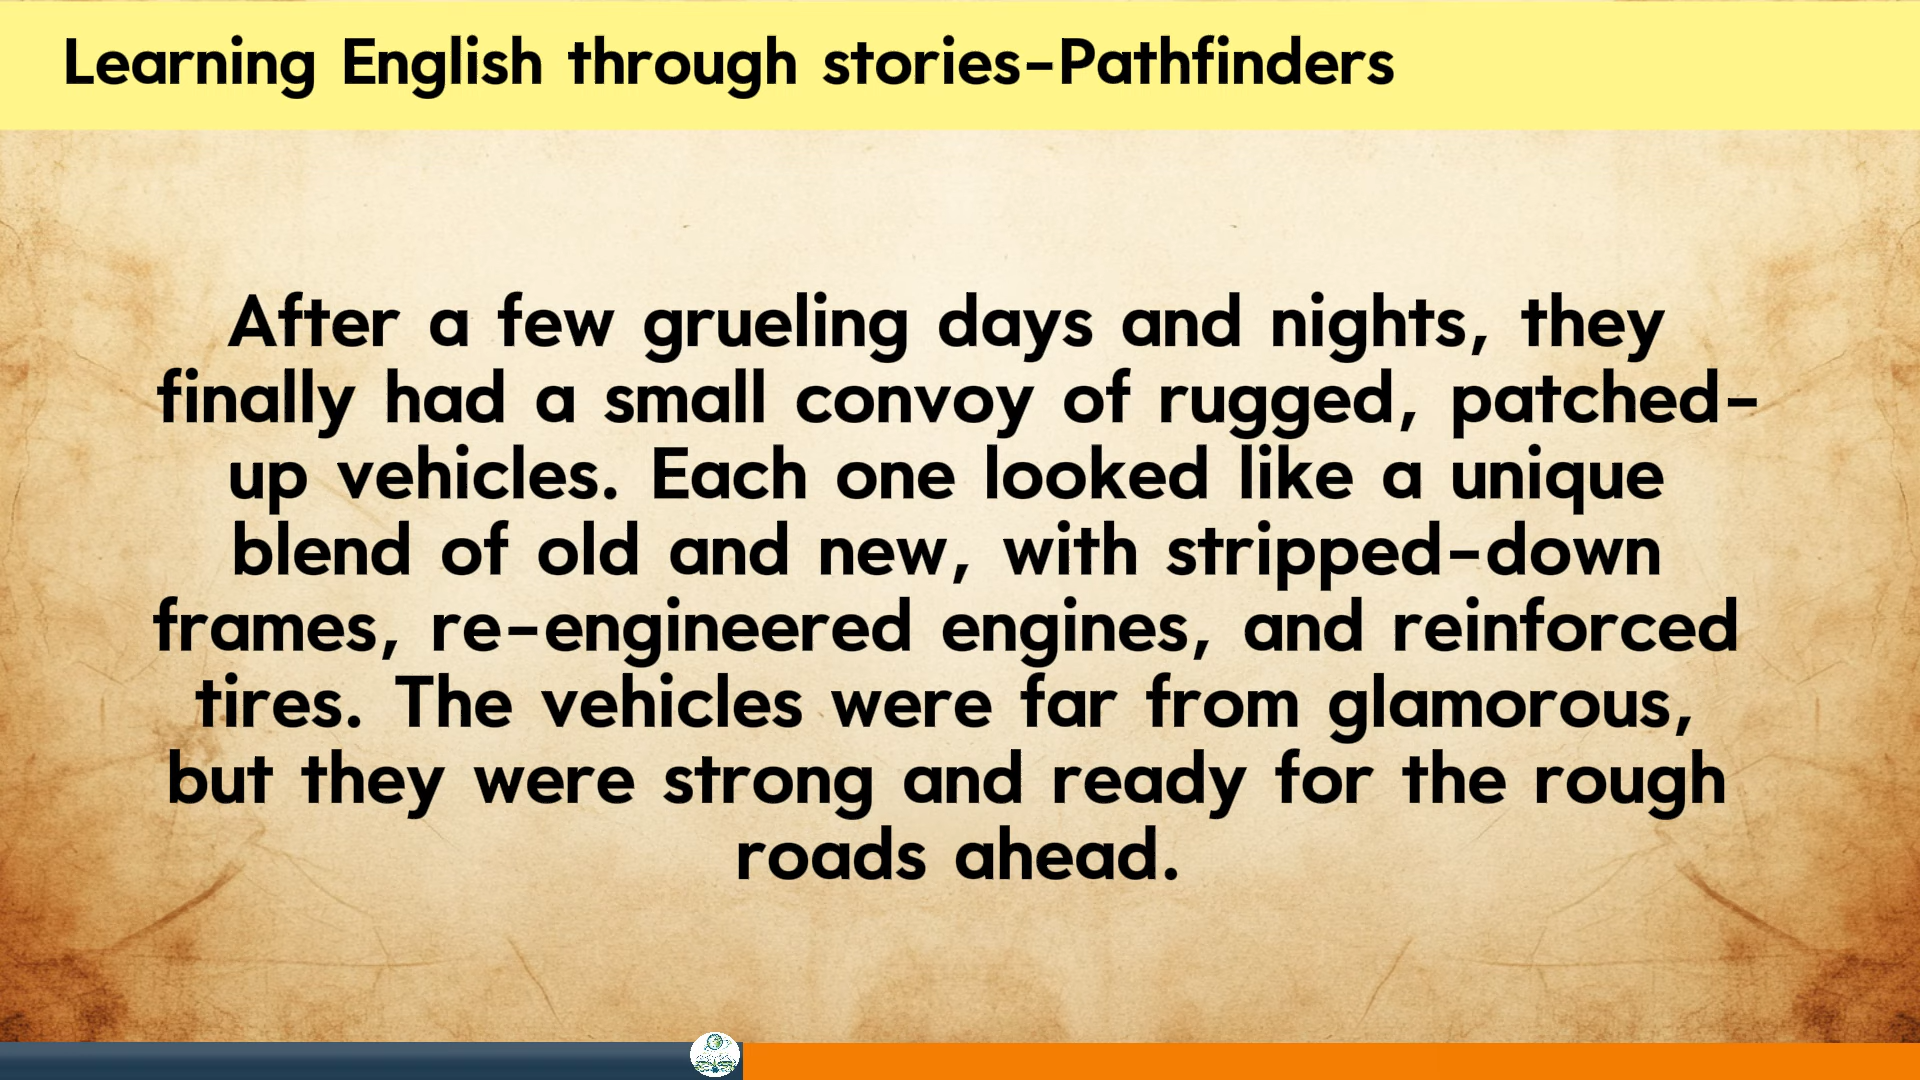 Learning English through stories-Pathfinders
After a few grueling days and nights, they
finally had a small convoy of rugged, patched-
up vehicles. Each one looked like a unique
blend of old and new, with stripped-down
frames, re-engineered engines, and reinforced
tires. The vehicles were far from glamorous,
but they were strong and ready for the rough
roads ahead.